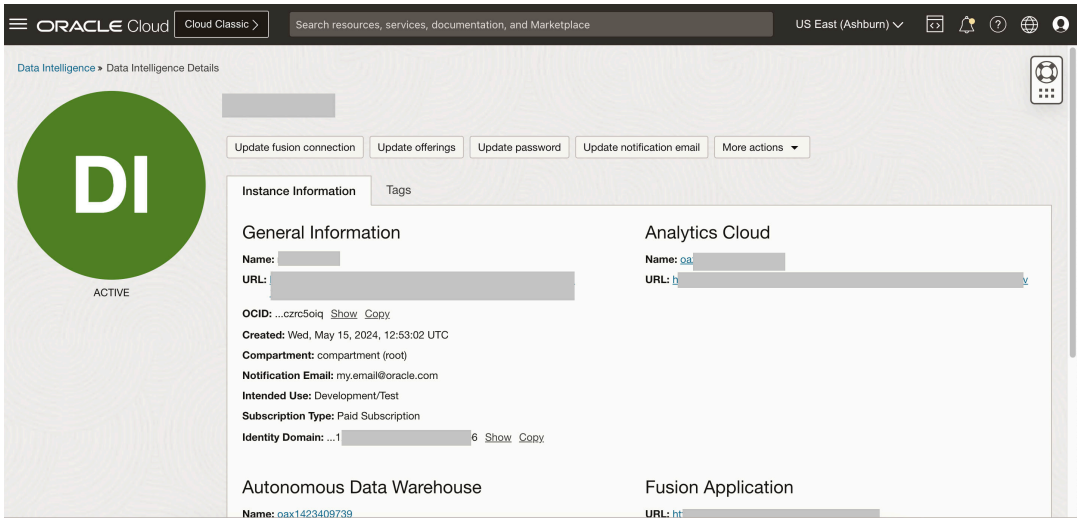 ORACLE Cloud
Cloud Classic
Search resources, services, documentation, and Marketplace
US East (Ashburn)
Data Intelligence » Data Intelligence Details
DI
ACTIVE
Update fusion connection
Update offerings
Update password
Update notification email
More actions
Instance Information
Tags
General Information
Name:
URL:
OCID: ...czrc5oiq Show Copy
Created: Wed, May 15, 2024, 12:53:02 UTC
Compartment: compartment (root)
Notification Email: my.email@oracle.com
Intended Use: Development/Test
Subscription Type: Paid Subscription
Identity Domain: ...1 6 Show Copy
Analytics Cloud
Name: oa
URL: h v
Autonomous Data Warehouse
Name: oax1423409739
Fusion Application
URL: ht